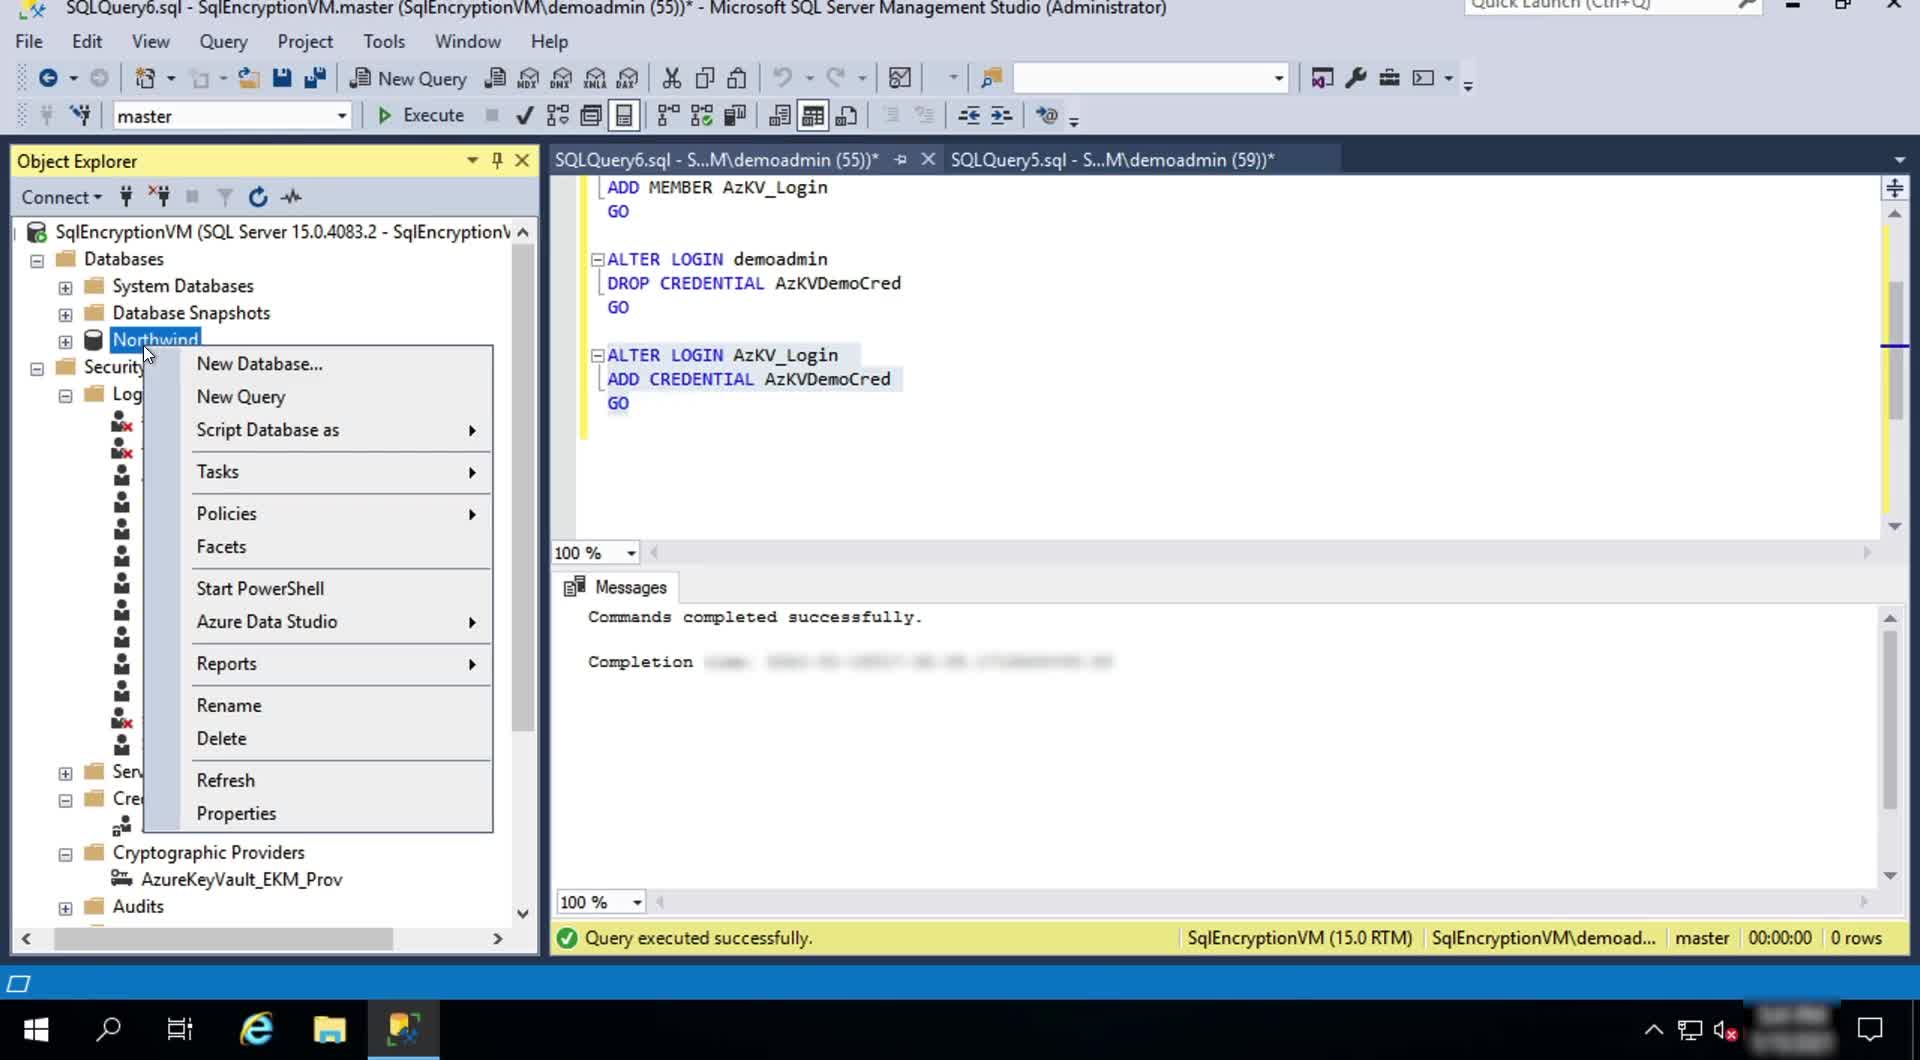 SQLQuery6.sql - SqlEncryptionVM.master (SqlEncryptionVM\demoadmin (55))* - Microsoft SQL Server Management Studio (Administrator)
Quick Launch (Ctrl+Q)
File Edit View Query Project Tools Window Help
New Query
MDX DMX XMLA DAX
master Execute
Object Explorer
SQLQuery6.sql - S...M\demoadmin (55))* SQLQuery5.sql - S...M\demoadmin (59))*
Connect
SqlEncryptionVM (SQL Server 15.0.4083.2 - SqlEncryptionV
Databases
System Databases
Database Snapshots
Northwind
Security
Log
Serv
Cre
Cryptographic Providers
AzureKeyVault_EKM_Prov
Audits
New Database...
New Query
Script Database as
Tasks
Policies
Facets
Start PowerShell
Azure Data Studio
Reports
Rename
Delete
Refresh
Properties
ADD MEMBER AzKV_Login
GO
ALTER LOGIN demoadmin
DROP CREDENTIAL AzKVDemoCred
GO
ALTER LOGIN AzKV_Login
ADD CREDENTIAL AzKVDemoCred
GO
100 %
Messages
Commands completed successfully.
Completion
100 %
Query executed successfully. SqlEncryptionVM (15.0 RTM) SqlEncryptionVM\demoad... master 00:00:00 0 rows